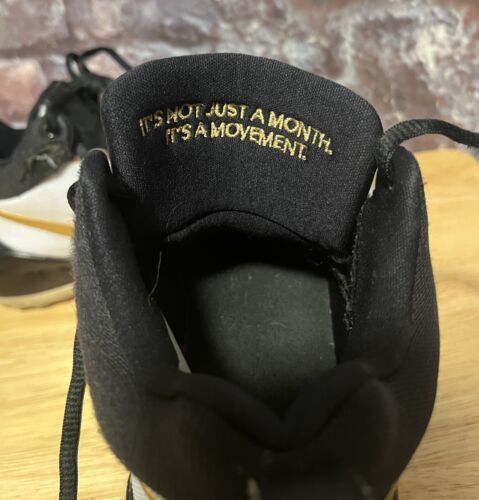 IT'S NOT JUST A MONTH.
IT'S A MOVEMENT.